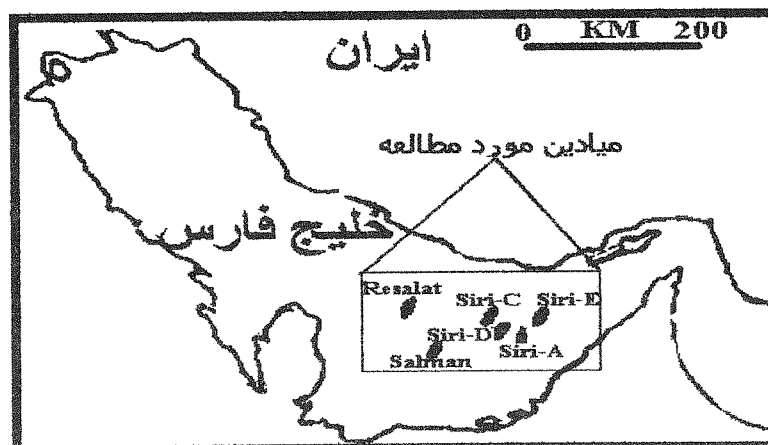 ایران
0 KM 200
میادین مورد مطالعه
خلیج فارس
Resalat
Siri-C
Siri-E
Siri-D
Siri-A
Salman